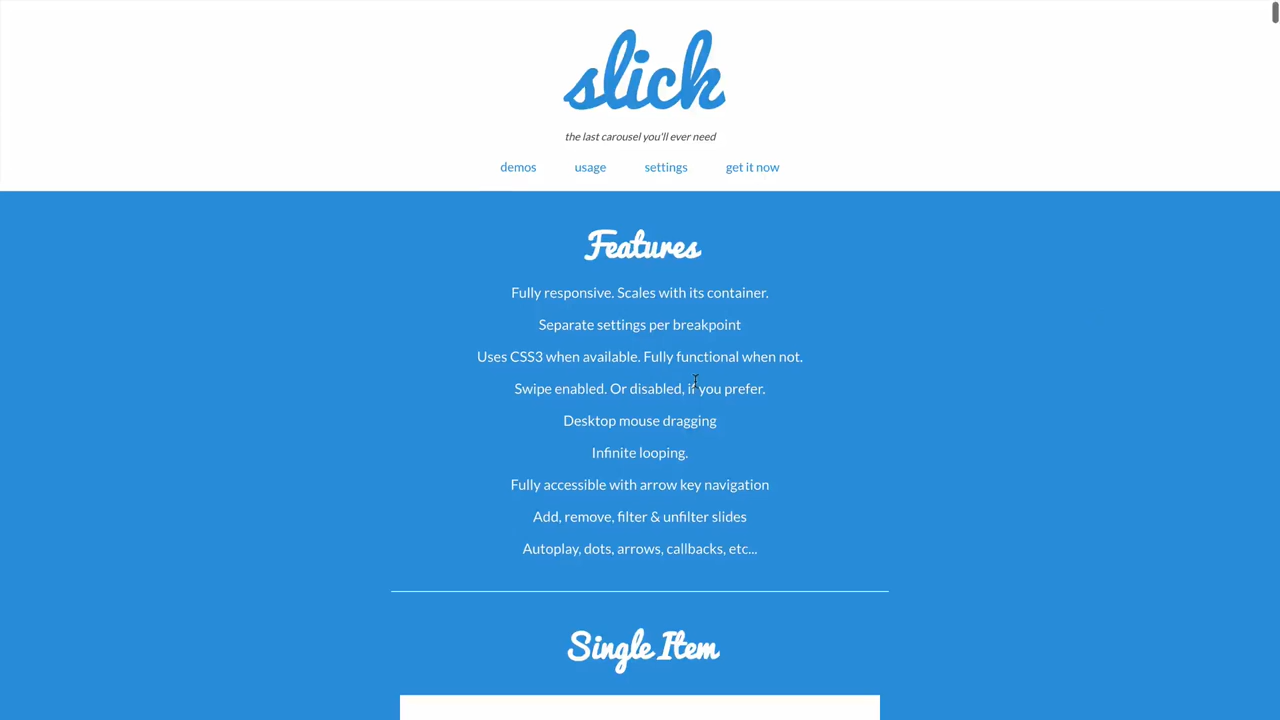 slick
the last carousel you'll ever need
demos usage settings get it now
Features
Fully responsive. Scales with its container.
Separate settings per breakpoint
Uses CSS3 when available. Fully functional when not.
Swipe enabled. Or disabled, if you prefer.
Desktop mouse dragging
Infinite looping.
Fully accessible with arrow key navigation
Add, remove, filter & unfilter slides
Autoplay, dots, arrows, callbacks, etc...
Single Item